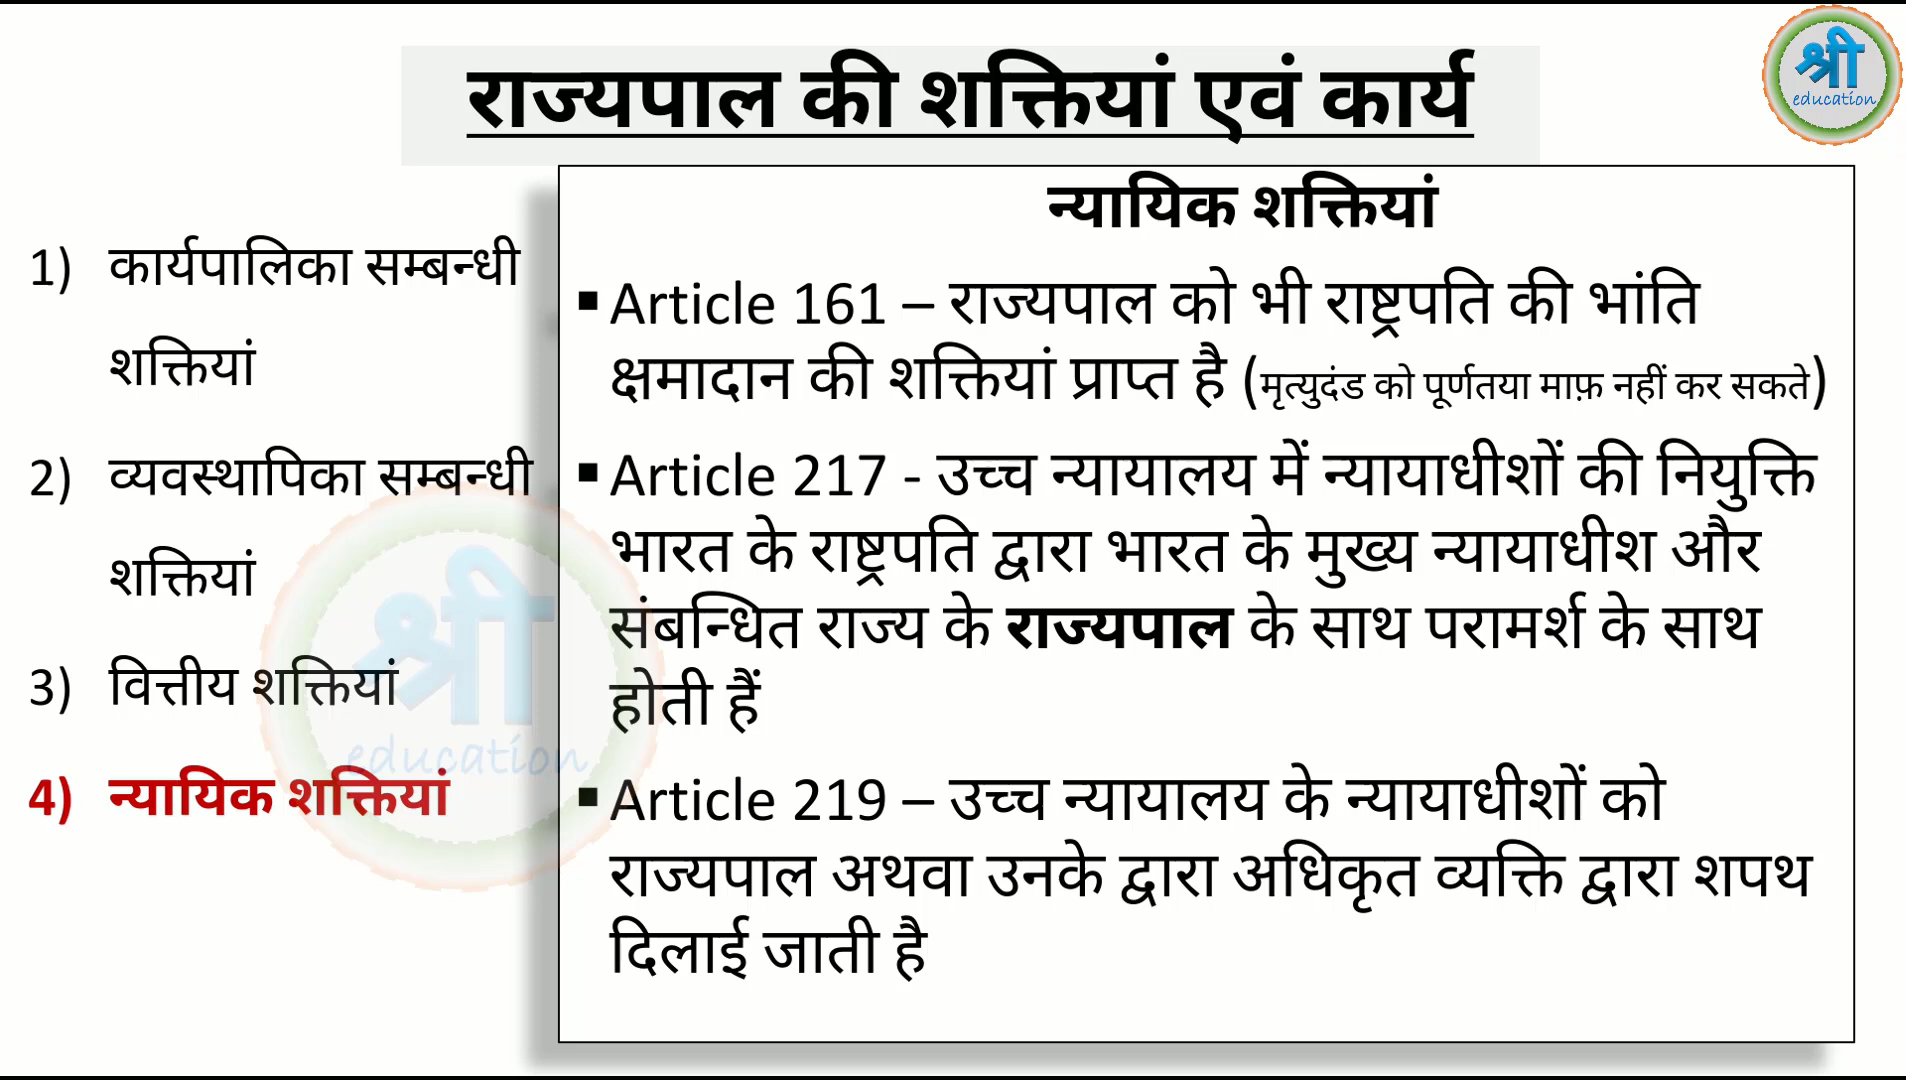 राज्यपाल की शक्तियां एवं कार्य
श्री
education
1) कार्यपालिका सम्बन्धी
शक्तियां
2) व्यवस्थापिका सम्बन्धी
शक्तियां
3) वित्तीय शक्तियां
4) न्यायिक शक्तियां
श्री
education
न्यायिक शक्तियां
▪ Article 161 – राज्यपाल को भी राष्ट्रपति की भांति
क्षमादान की शक्तियां प्राप्त है (मृत्युदंड को पूर्णतया माफ़ नहीं कर सकते)
▪ Article 217 - उच्च न्यायालय में न्यायाधीशों की नियुक्ति
भारत के राष्ट्रपति द्वारा भारत के मुख्य न्यायाधीश और
संबन्धित राज्य के राज्यपाल के साथ परामर्श के साथ
होती हैं
▪ Article 219 – उच्च न्यायालय के न्यायाधीशों को
राज्यपाल अथवा उनके द्वारा अधिकृत व्यक्ति द्वारा शपथ
दिलाई जाती है